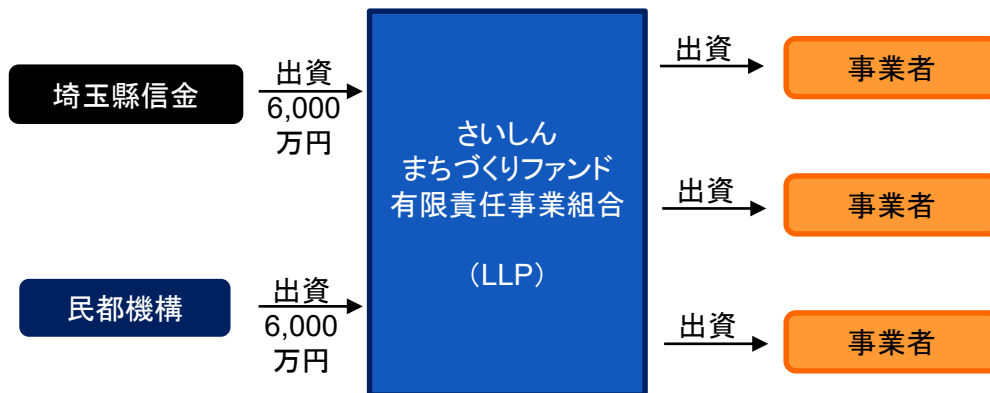 埼玉縣信金
出資
6,000
万円
民都機構
出資
6,000
万円
さいしん
まちづくりファンド
有限責任事業組合
（LLP）
出資
事業者
出資
事業者
出資
事業者